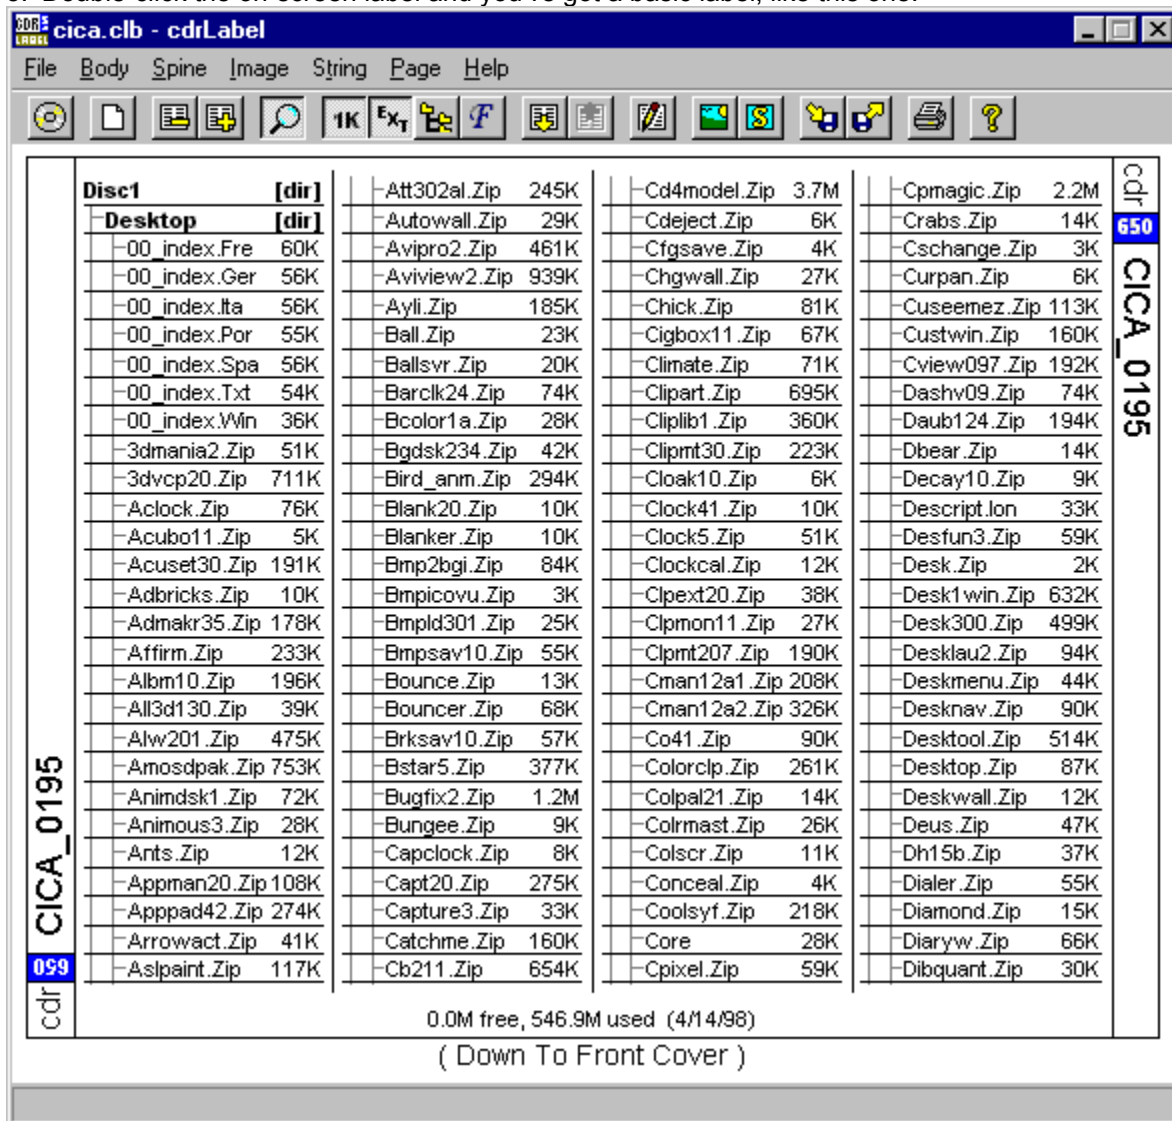 cica.clb - cdrLabel
File Body Spine Image String Page Help
1K EXT F S ?
Disc1 [dir]
Desktop [dir]
00_index.Fre 60K
00_index.Ger 56K
00_index.Ita 56K
00_index.Por 55K
00_index.Spa 56K
00_index.Txt 54K
00_index.Win 36K
3dmania2.Zip 51K
3dvcp20.Zip 711K
Aclock.Zip 76K
Acubo11.Zip 5K
Acuset30.Zip 191K
Adbricks.Zip 10K
Admakr35.Zip 178K
Affirm.Zip 233K
Albm10.Zip 196K
All3d130.Zip 39K
Alw201.Zip 475K
Amosdpak.Zip 753K
Animdsk1.Zip 72K
Animous3.Zip 28K
Ants.Zip 12K
Appman20.Zip 108K
Apppad42.Zip 274K
Arrowact.Zip 41K
Aslpaint.Zip 117K
Att302al.Zip 245K
Autowall.Zip 29K
Avipro2.Zip 461K
Aviview2.Zip 939K
Ayli.Zip 185K
Ball.Zip 23K
Ballsvr.Zip 20K
Barclk24.Zip 74K
Bcolor1a.Zip 28K
Bgdsk234.Zip 42K
Bird_anm.Zip 294K
Blank20.Zip 10K
Blanker.Zip 10K
Bmp2bgi.Zip 84K
Bmpicovu.Zip 3K
Bmpld301.Zip 25K
Bmpsav10.Zip 55K
Bounce.Zip 13K
Bouncer.Zip 68K
Brksav10.Zip 57K
Bstar5.Zip 377K
Bugfix2.Zip 1.2M
Bungee.Zip 9K
Capclock.Zip 8K
Capt20.Zip 275K
Capture3.Zip 33K
Catchme.Zip 160K
Cb211.Zip 654K
Cd4model.Zip 3.7M
Cdeject.Zip 6K
Cfgsave.Zip 4K
Chgwall.Zip 27K
Chick.Zip 81K
Cigbox11.Zip 67K
Climate.Zip 71K
Clipart.Zip 695K
Cliplib1.Zip 360K
Clipmt30.Zip 223K
Cloak10.Zip 6K
Clock41.Zip 10K
Clock5.Zip 51K
Clockcal.Zip 12K
Clpext20.Zip 38K
Clpmon11.Zip 27K
Clpmt207.Zip 190K
Cman12a1.Zip 208K
Cman12a2.Zip 326K
Co41.Zip 90K
Colorclp.Zip 261K
Colpal21.Zip 14K
Colrmast.Zip 26K
Colscr.Zip 11K
Conceal.Zip 4K
Coolsyf.Zip 218K
Core 28K
Cpixel.Zip 59K
Cpmagic.Zip 2.2M
Crabs.Zip 14K
Cschange.Zip 3K
Curpan.Zip 6K
Cuseemez.Zip 113K
Custwin.Zip 160K
Cview097.Zip 192K
Dashv09.Zip 74K
Daub124.Zip 194K
Dbear.Zip 14K
Decay10.Zip 9K
Descript.Ion 33K
Desfun3.Zip 59K
Desk.Zip 2K
Desk1win.Zip 632K
Desk300.Zip 499K
Desklau2.Zip 94K
Deskmenu.Zip 44K
Desknav.Zip 90K
Desktool.Zip 514K
Desktop.Zip 87K
Deskwall.Zip 12K
Deus.Zip 47K
Dh15b.Zip 37K
Dialer.Zip 55K
Diamond.Zip 15K
Diaryw.Zip 66K
Dibquant.Zip 30K
cdr 650 CICA_0195
cdr 650 CICA_0195
0.0M free, 546.9M used (4/14/98)
( Down To Front Cover )